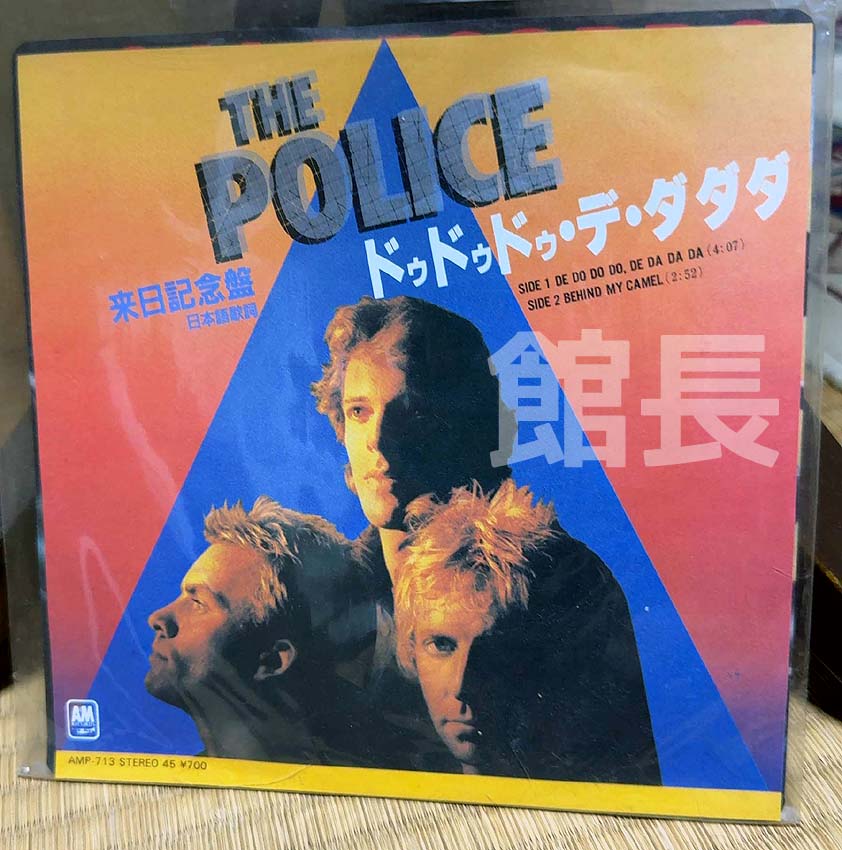 THE
POLICE
ドゥドゥドゥ・デ・ダダダ
来日記念盤
日本語歌詞
SIDE 1 DE DO DO DO, DE DA DA DA (4:07)
SIDE 2 BEHIND MY CAMEL (2:52)
館長
AM
AMP-713 STEREO 45 ¥700